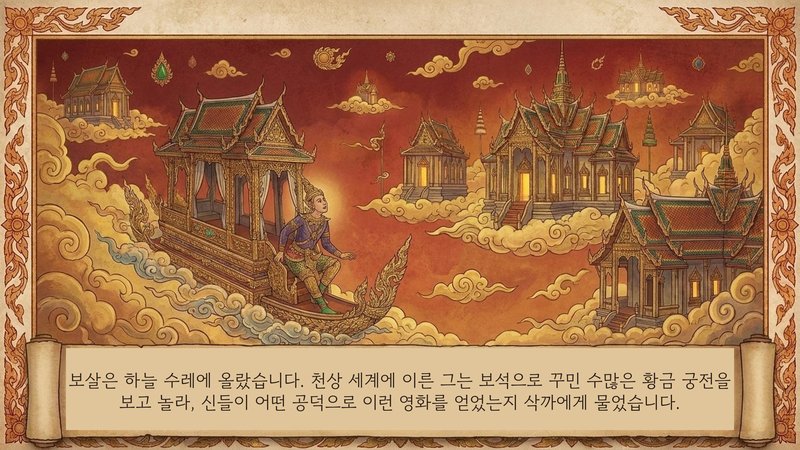 보살은 하늘 수레에 올랐습니다. 천상 세계에 이른 그는 보석으로 꾸민 수많은 황금 궁전을
보고 놀라, 신들이 어떤 공덕으로 이런 영화를 얻었는지 삭까에게 물었습니다.